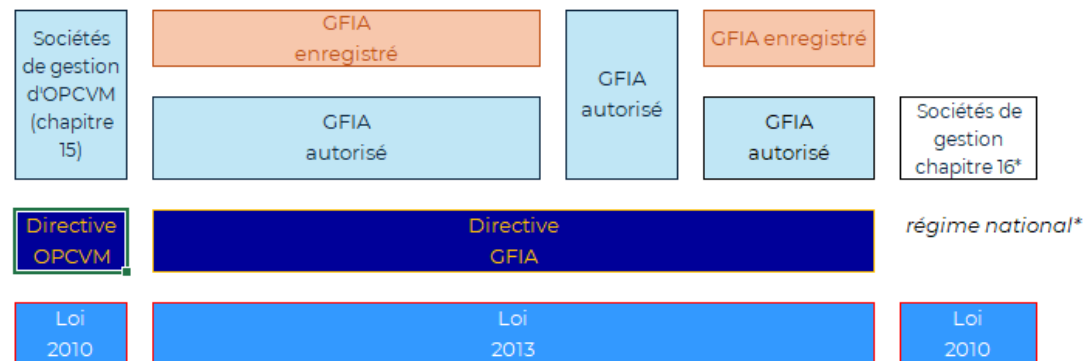 Sociétés
de gestion
d'OPCVM
(chapitre
15)
GFIA
enregistré
GFIA
autorisé
GFIA
autorisé
GFIA enregistré
GFIA
autorisé
Sociétés de
gestion
chapitre 16*
Directive
OPCVM
Directive
GFIA
régime national*
Loi
2010
Loi
2013
Loi
2010